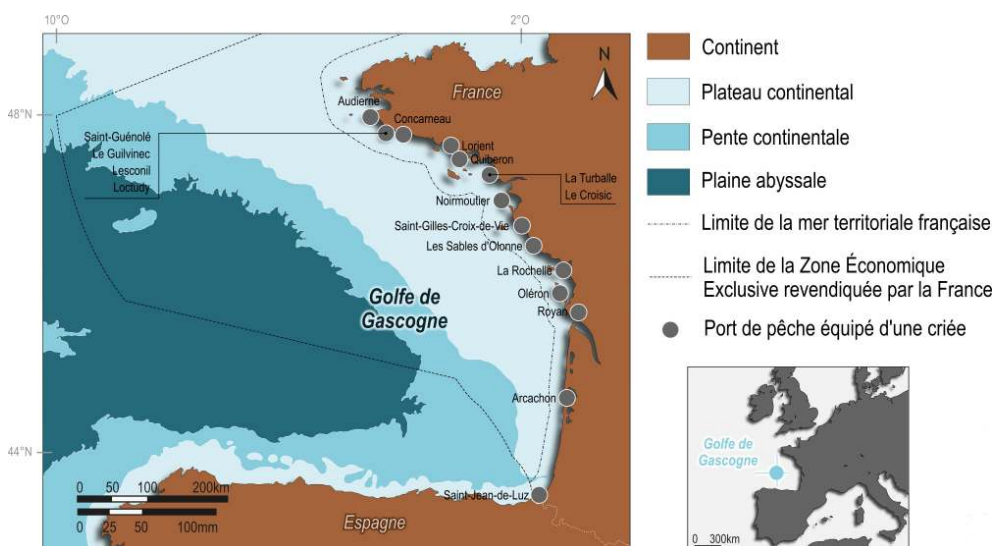 10°O
2°O
48°N
44°N
N
France
Audierne
Concarneau
Saint-Guénolé
Le Guilvinec
Lesconil
Loctudy
Lorient
Quiberon
La Turballe
Le Croisic
Noirmoutier
Saint-Gilles-Croix-de-Vie
Les Sables d'Olonne
La Rochelle
Oléron
Royan
Golfe de
Gascogne
Arcachon
Saint-Jean-de-Luz
Espagne
0 50 100 200km
0 25 50 100mm
Continent
Plateau continental
Pente continentale
Plaine abyssale
Limite de la mer territoriale française
Limite de la Zone Économique
Exclusive revendiquée par la France
Port de pêche équipé d'une criée
Golfe de
Gascogne
0 300km